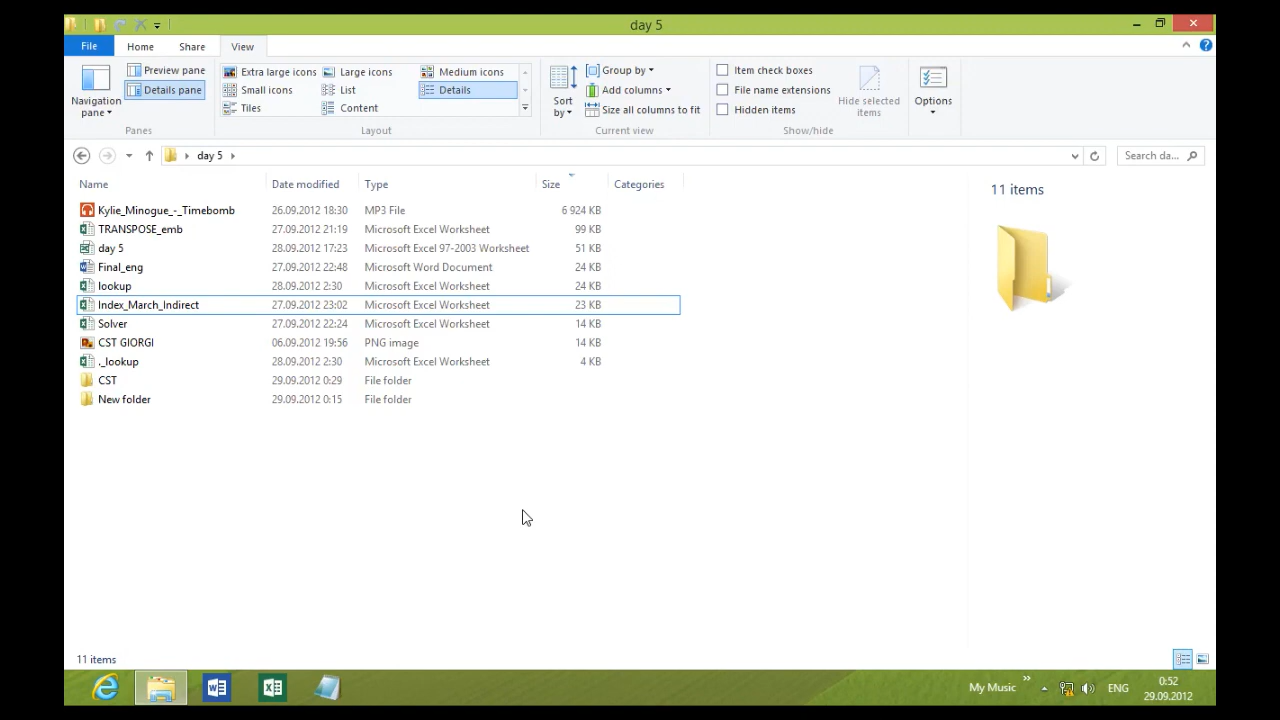 day 5
File Home Share View
Navigation pane
Preview pane
Details pane
Panes
Extra large icons Large icons Medium icons
Small icons List Details
Tiles Content
Layout
Sort by
Group by
Add columns
Size all columns to fit
Current view
Item check boxes
File name extensions
Hidden items
Hide selected items
Show/hide
Options
day 5
Search da...
Name Date modified Type Size Categories
Kylie_Minogue_-_Timebomb 26.09.2012 18:30 MP3 File 6 924 KB
TRANSPOSE_emb 27.09.2012 21:19 Microsoft Excel Worksheet 99 KB
day 5 28.09.2012 17:23 Microsoft Excel 97-2003 Worksheet 51 KB
Final_eng 27.09.2012 22:48 Microsoft Word Document 24 KB
lookup 28.09.2012 2:30 Microsoft Excel Worksheet 24 KB
Index_March_Indirect 27.09.2012 23:02 Microsoft Excel Worksheet 23 KB
Solver 27.09.2012 22:24 Microsoft Excel Worksheet 14 KB
CST GIORGI 06.09.2012 19:56 PNG image 14 KB
._lookup 28.09.2012 2:30 Microsoft Excel Worksheet 4 KB
CST 29.09.2012 0:29 File folder
New folder 29.09.2012 0:15 File folder
11 items
11 items
My Music ENG 0:52
29.09.2012